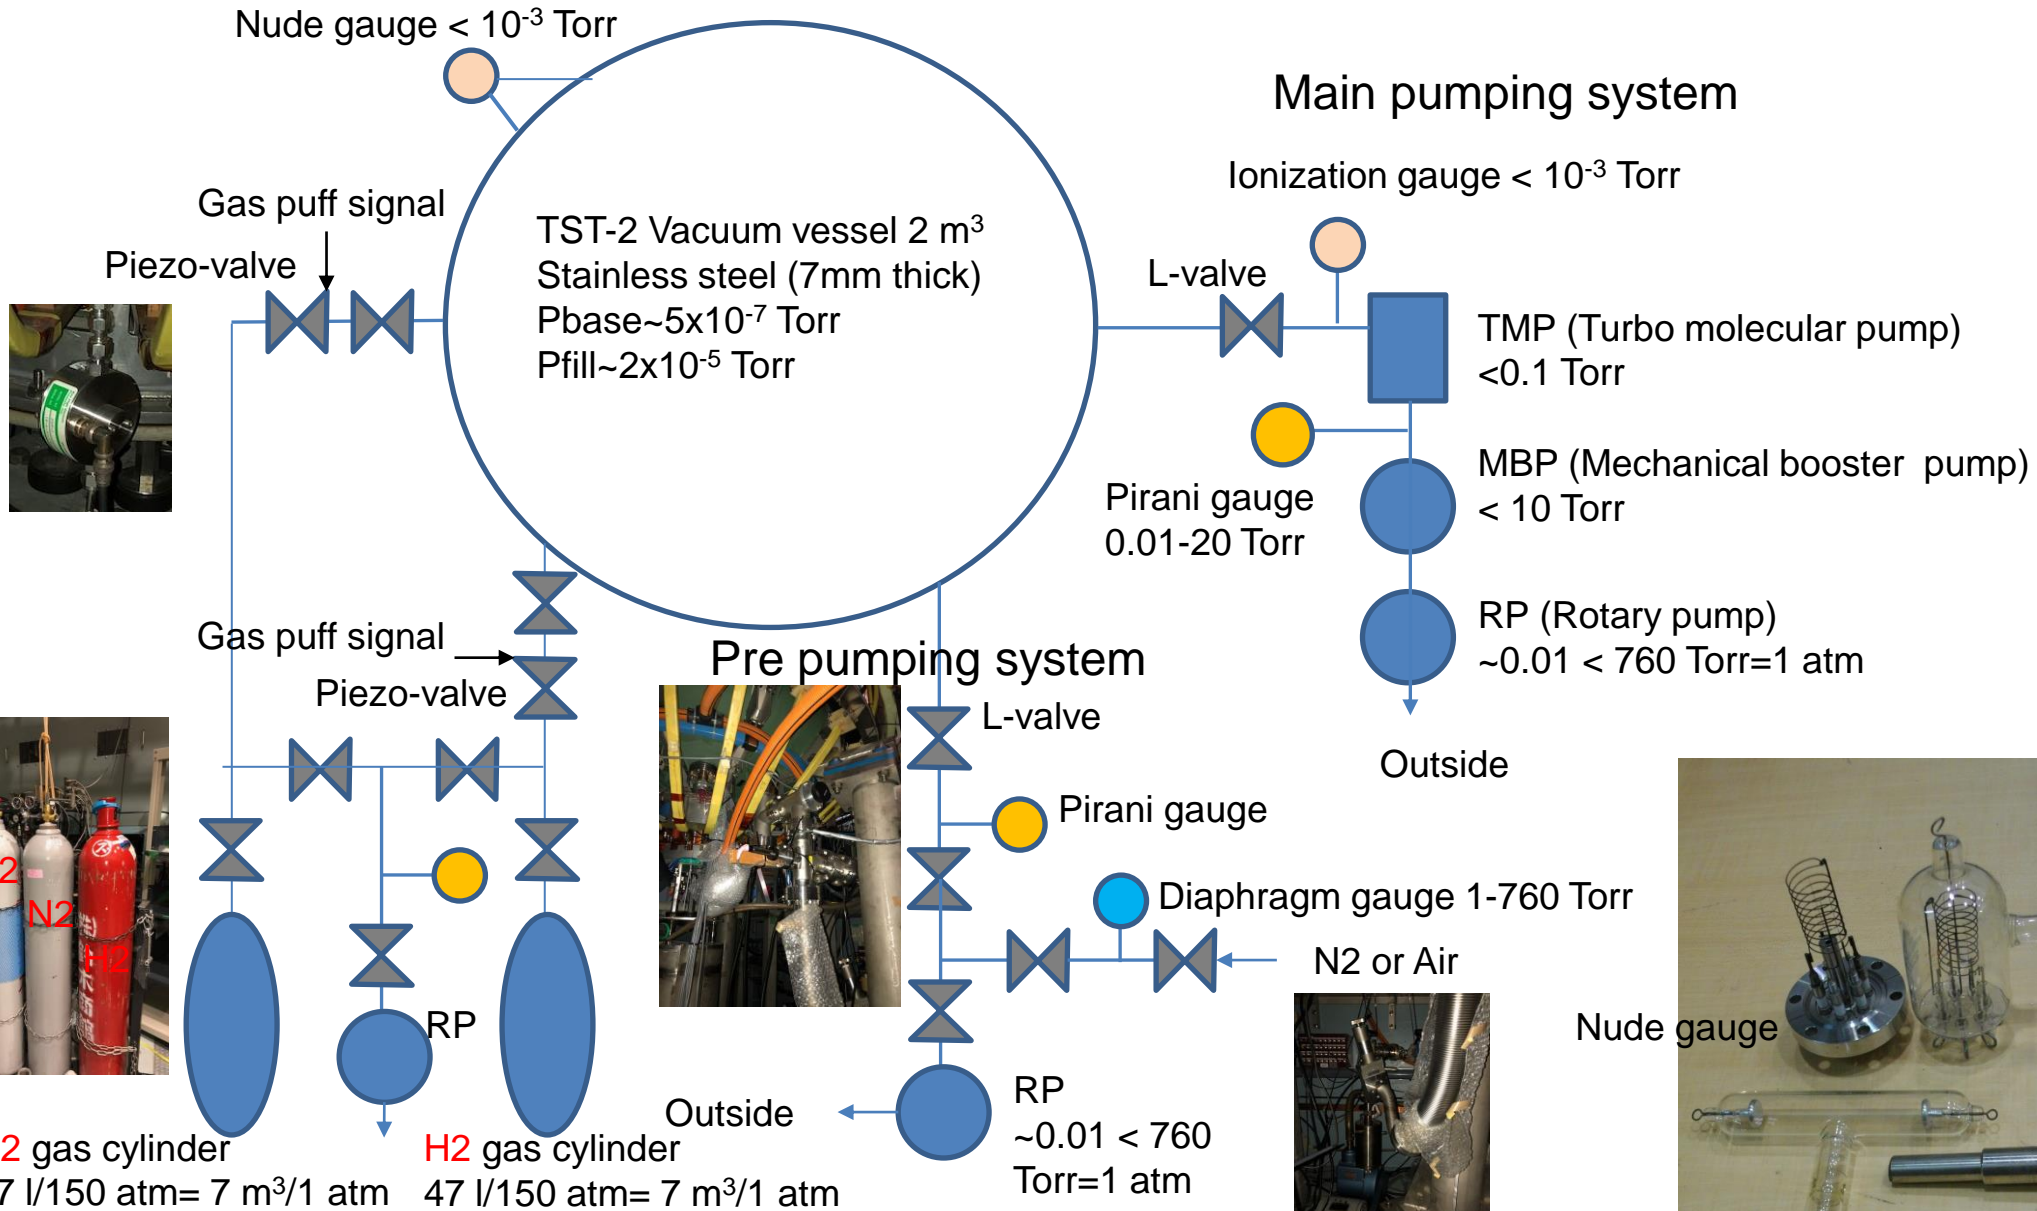 Nude gauge < 10⁻³ Torr
Main pumping system
Ionization gauge < 10⁻³ Torr
Gas puff signal
Piezo-valve
TST-2 Vacuum vessel 2 m³
Stainless steel (7mm thick)
Pbase~5x10⁻⁷ Torr
Pfill~2x10⁻⁵ Torr
L-valve
TMP (Turbo molecular pump)
<0.1 Torr
MBP (Mechanical booster pump)
< 10 Torr
Pirani gauge
0.01-20 Torr
RP (Rotary pump)
~0.01 < 760 Torr=1 atm
Outside
Gas puff signal
Piezo-valve
Pre pumping system
L-valve
Pirani gauge
Diaphragm gauge 1-760 Torr
N2 or Air
2
N2
H2
RP
Outside
RP
~0.01 < 760
Torr=1 atm
Nude gauge
2 gas cylinder
7 l/150 atm= 7 m³/1 atm
H2 gas cylinder
47 l/150 atm= 7 m³/1 atm